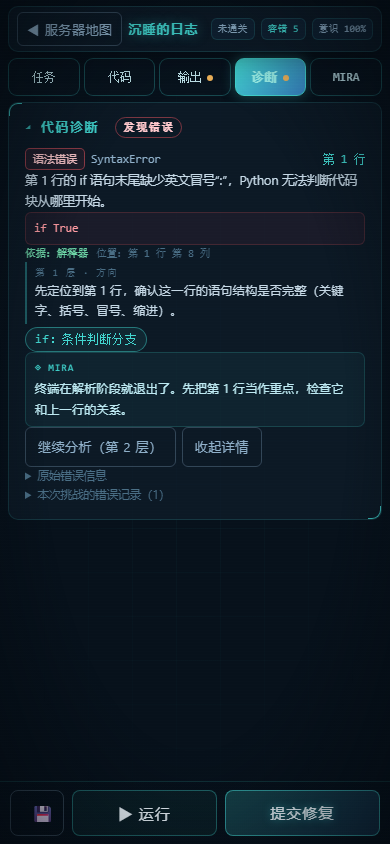 ◀ 服务器地图 沉睡的日志 未通关 容错 5 意识 100%
任务 代码 输出 诊断 MIRA
代码诊断 发现错误
语法错误 SyntaxError 第 1 行
第 1 行的 if 语句末尾缺少英文冒号“:”，Python 无法判断代码
块从哪里开始。
if True
依据: 解释器 位置: 第 1 行 第 8 列
第 1 层 · 方向
先定位到第 1 行，确认这一行的语句结构是否完整（关键
字、括号、冒号、缩进）。
if: 条件判断分支
◈ MIRA
终端在解析阶段就退出了。先把第 1 行当作重点，检查它
和上一行的关系。
继续分析（第 2 层） 收起详情
▶ 原始错误信息
▶ 本次挑战的错误记录（1）
▶ 运行 提交修复